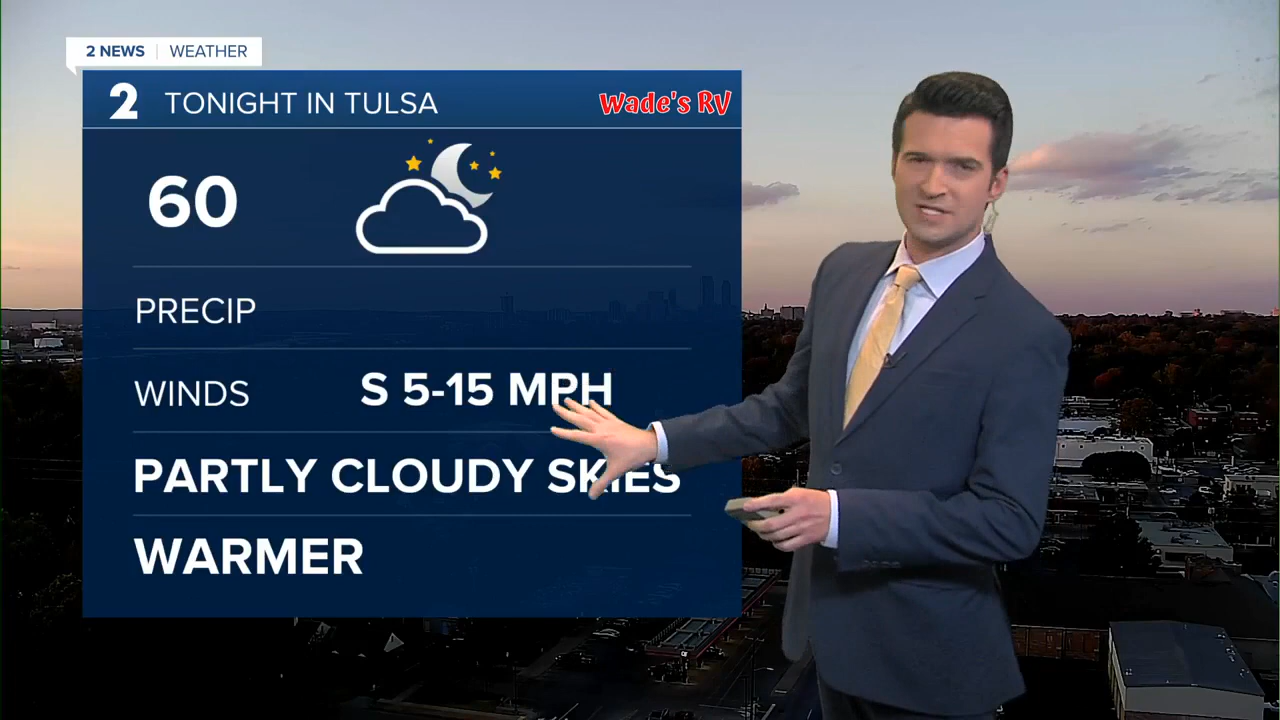 2 NEWS | WEATHER
2 TONIGHT IN TULSA Wade's RV
60
PRECIP
WINDS S 5-15 MPH
PARTLY CLOUDY SKIES
WARMER